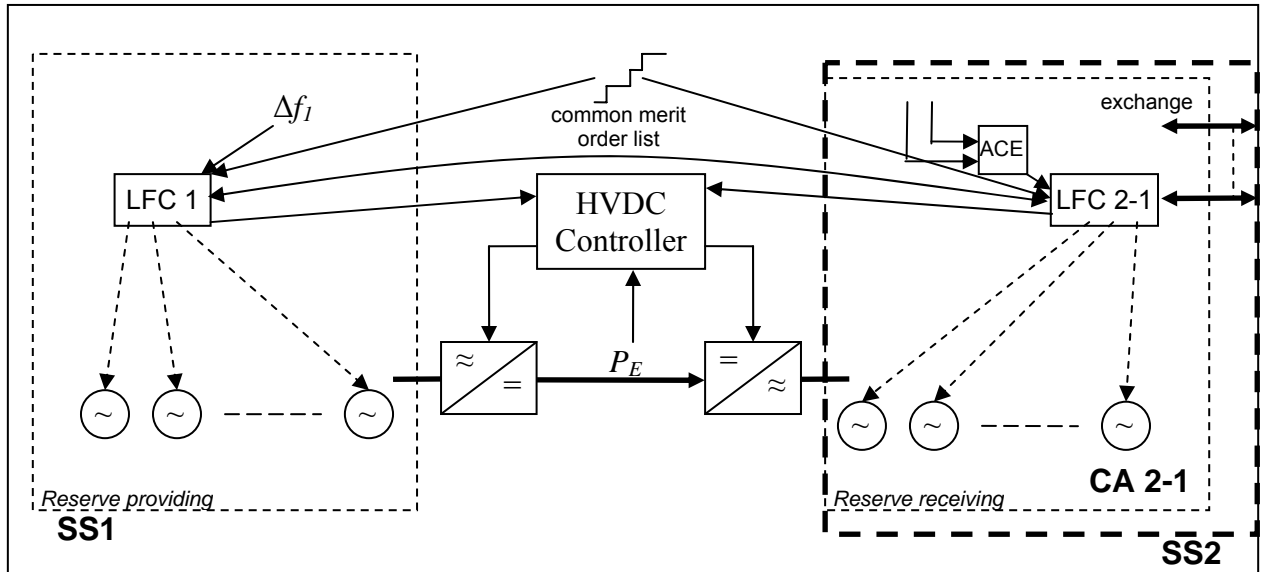 Δf1
common merit
order list
exchange
ACE
LFC 1
HVDC
Controller
LFC 2-1
≈
=
PE
=
≈
~
~
~
~
~
~
CA 2-1
Reserve providing
Reserve receiving
SS1
SS2